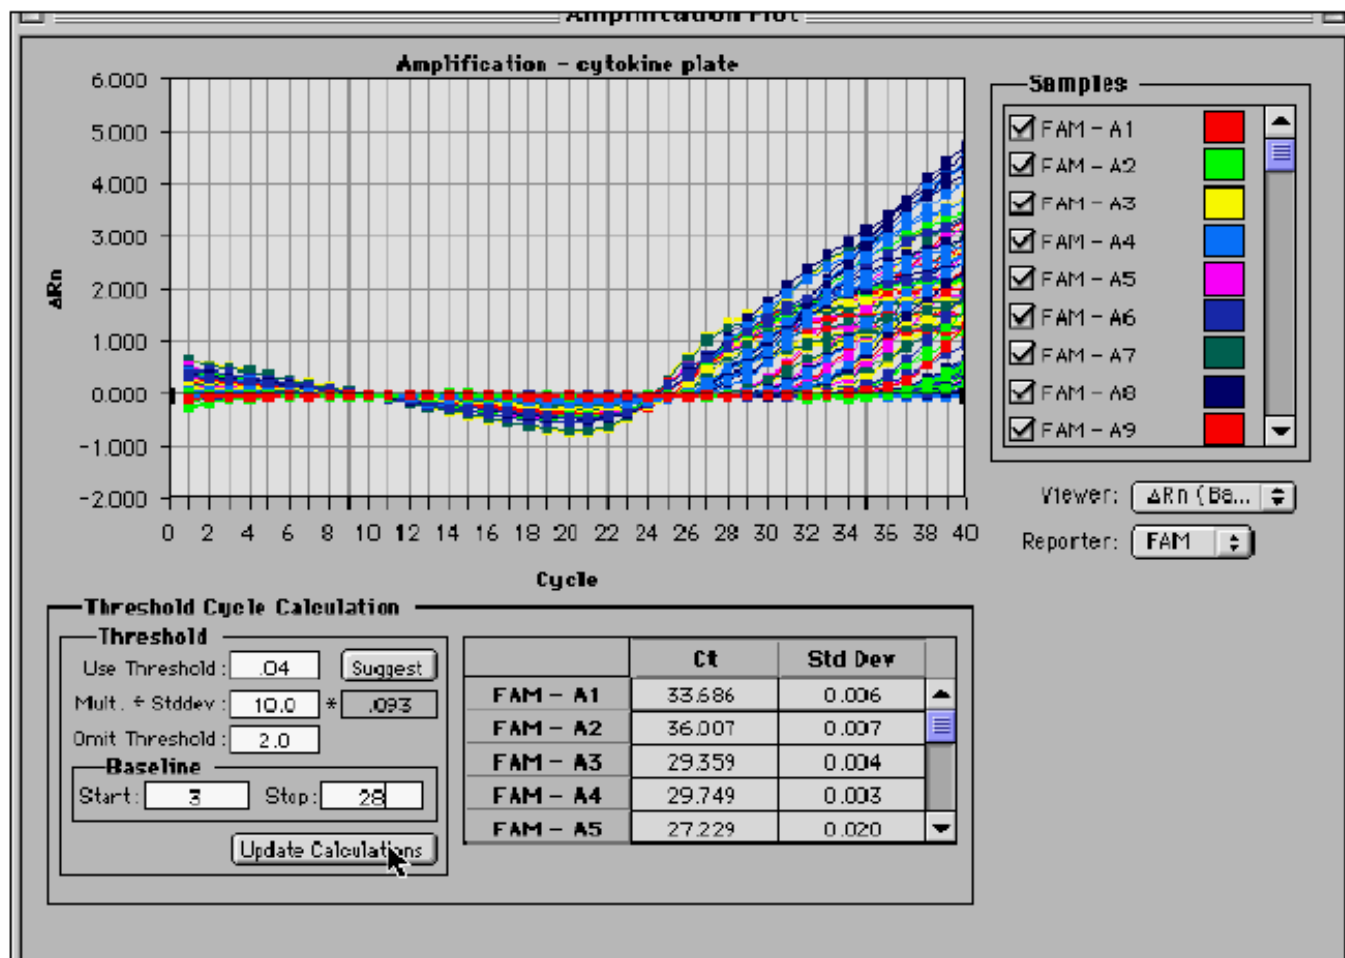 Amplification Plot
Amplification - cytokine plate
6.000
5.000
4.000
3.000
2.000
1.000
0.000
-1.000
-2.000
ΔRn
0 2 4 6 8 10 12 14 16 18 20 22 24 26 28 30 32 34 36 38 40
Cycle
Samples
FAM - A1
FAM - A2
FAM - A3
FAM - A4
FAM - A5
FAM - A6
FAM - A7
FAM - A8
FAM - A9
Viewer: ΔRn (Ba...
Reporter: FAM
Threshold Cycle Calculation
Threshold
Use Threshold: .04 Suggest
Mult. * Stddev: 10.0 * .093
Omit Threshold: 2.0
Baseline
Start: 3 Stop: 28
Update Calculations
Ct Std Dev
FAM - A1 33.686 0.006
FAM - A2 36.007 0.007
FAM - A3 29.359 0.004
FAM - A4 29.749 0.003
FAM - A5 27.229 0.020